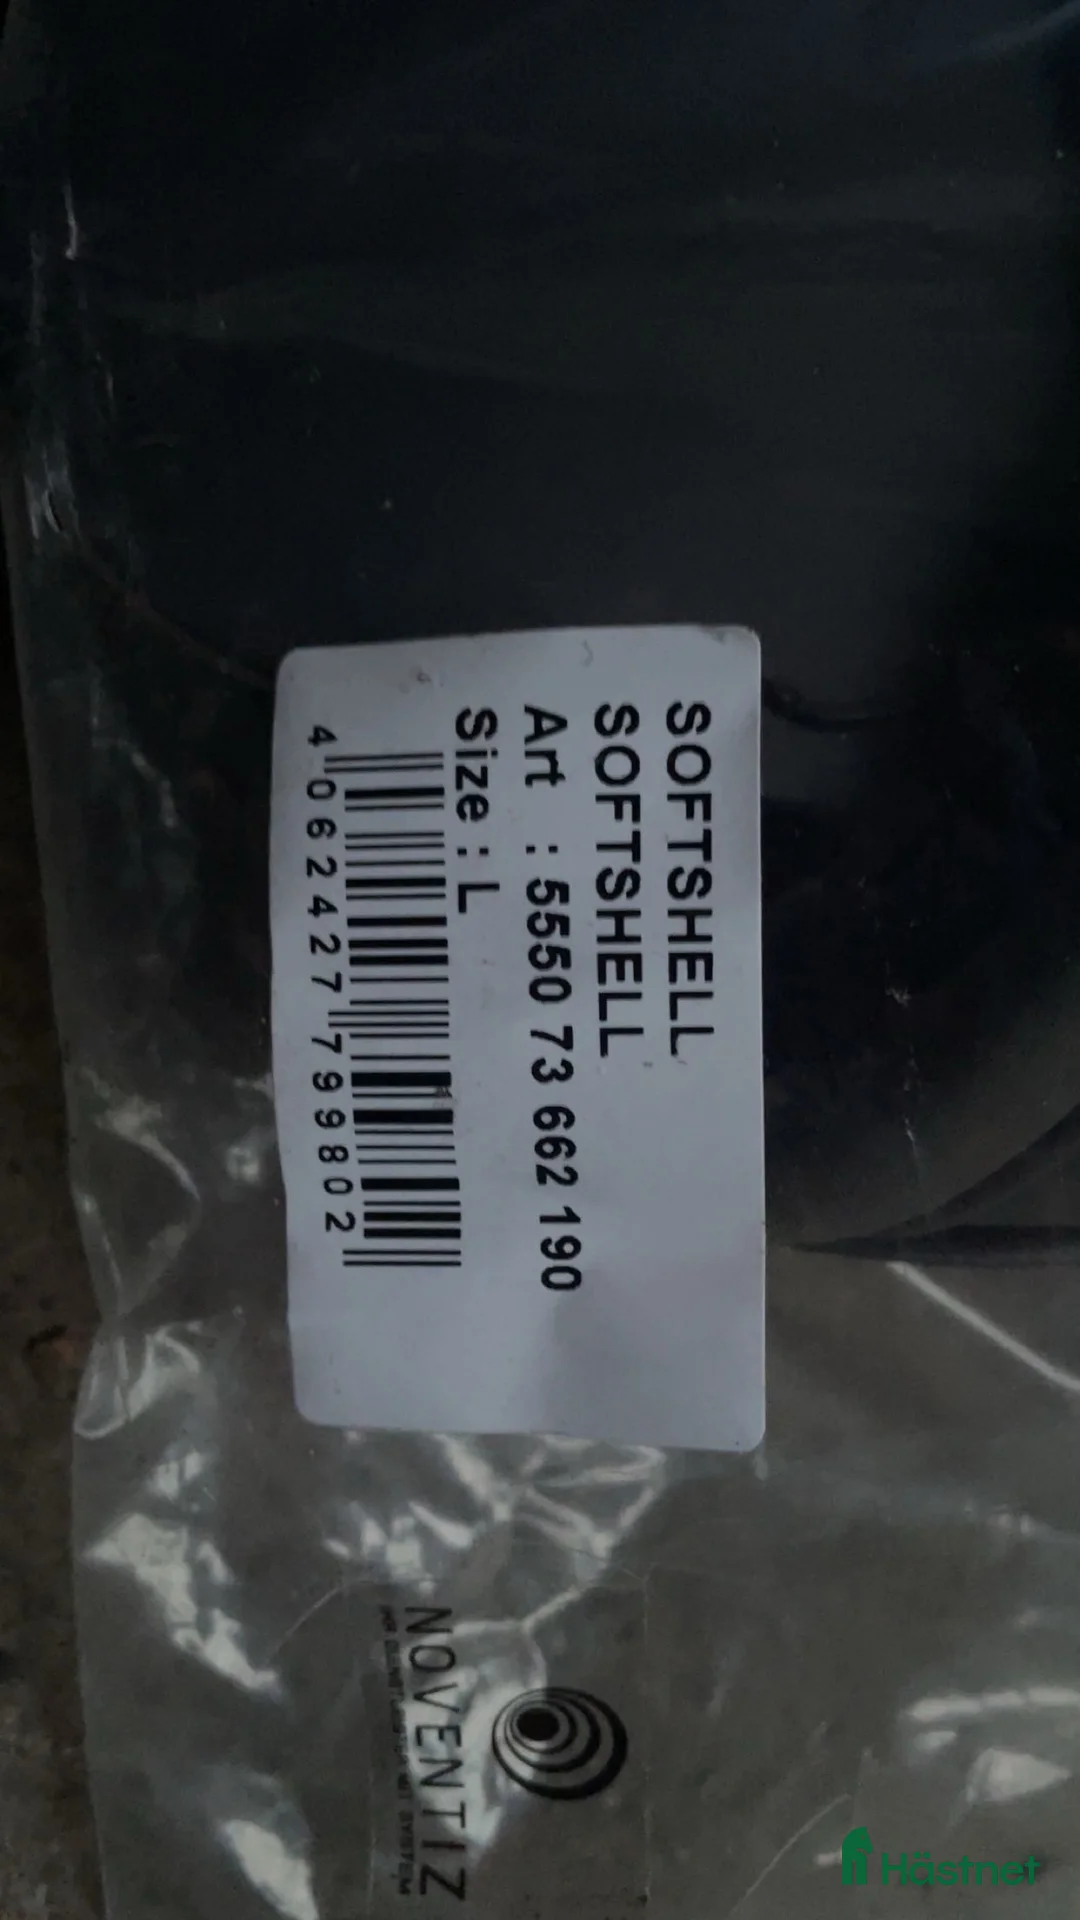 SOFTSHELL
SOFTSHELL
Art : 5550 73 662 190
Size : L
4 062427 799802
NOVENTIZ
Hästnet